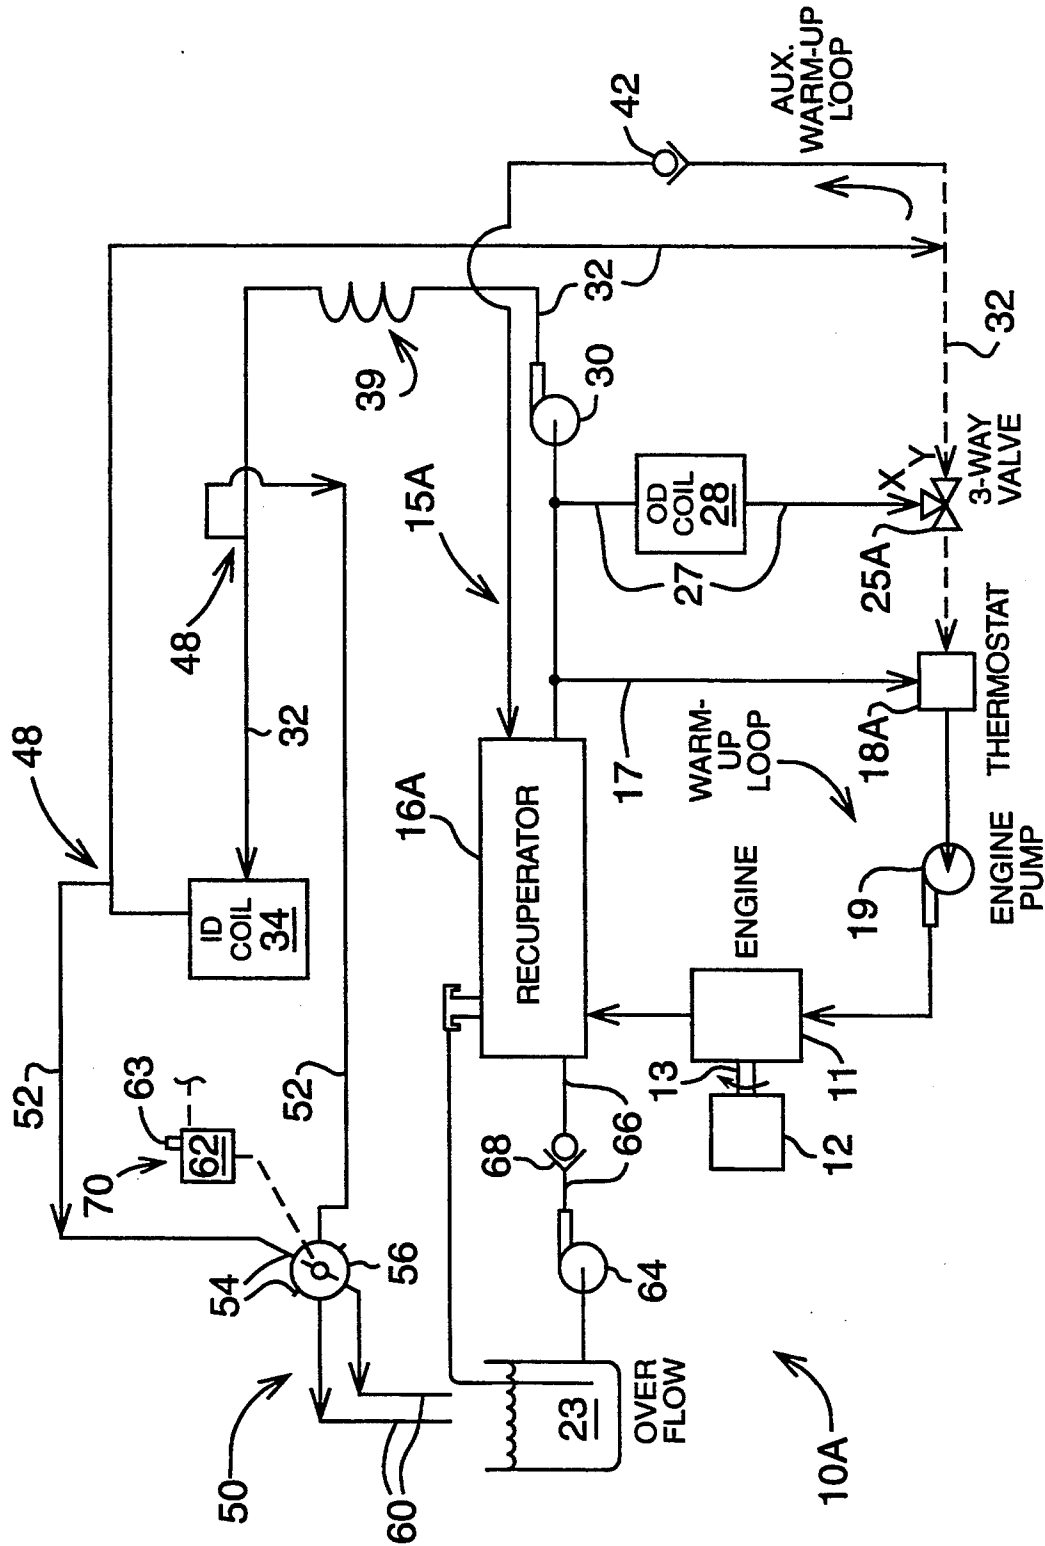 52
48
70
63
62
48
54
50
ID
COIL
34
32
52
39
60
56
16A
15A
68
RECUPERATOR
23
32
30
42
66
64
OVER
FLOW
17
OD
COIL
28
13
27
WARM-
UP
LOOP
ENGINE
AUX.
WARM-UP
LOOP
10A
12
11
19
18A
25A
X
Y
32
3-WAY
VALVE
THERMOSTAT
ENGINE
PUMP